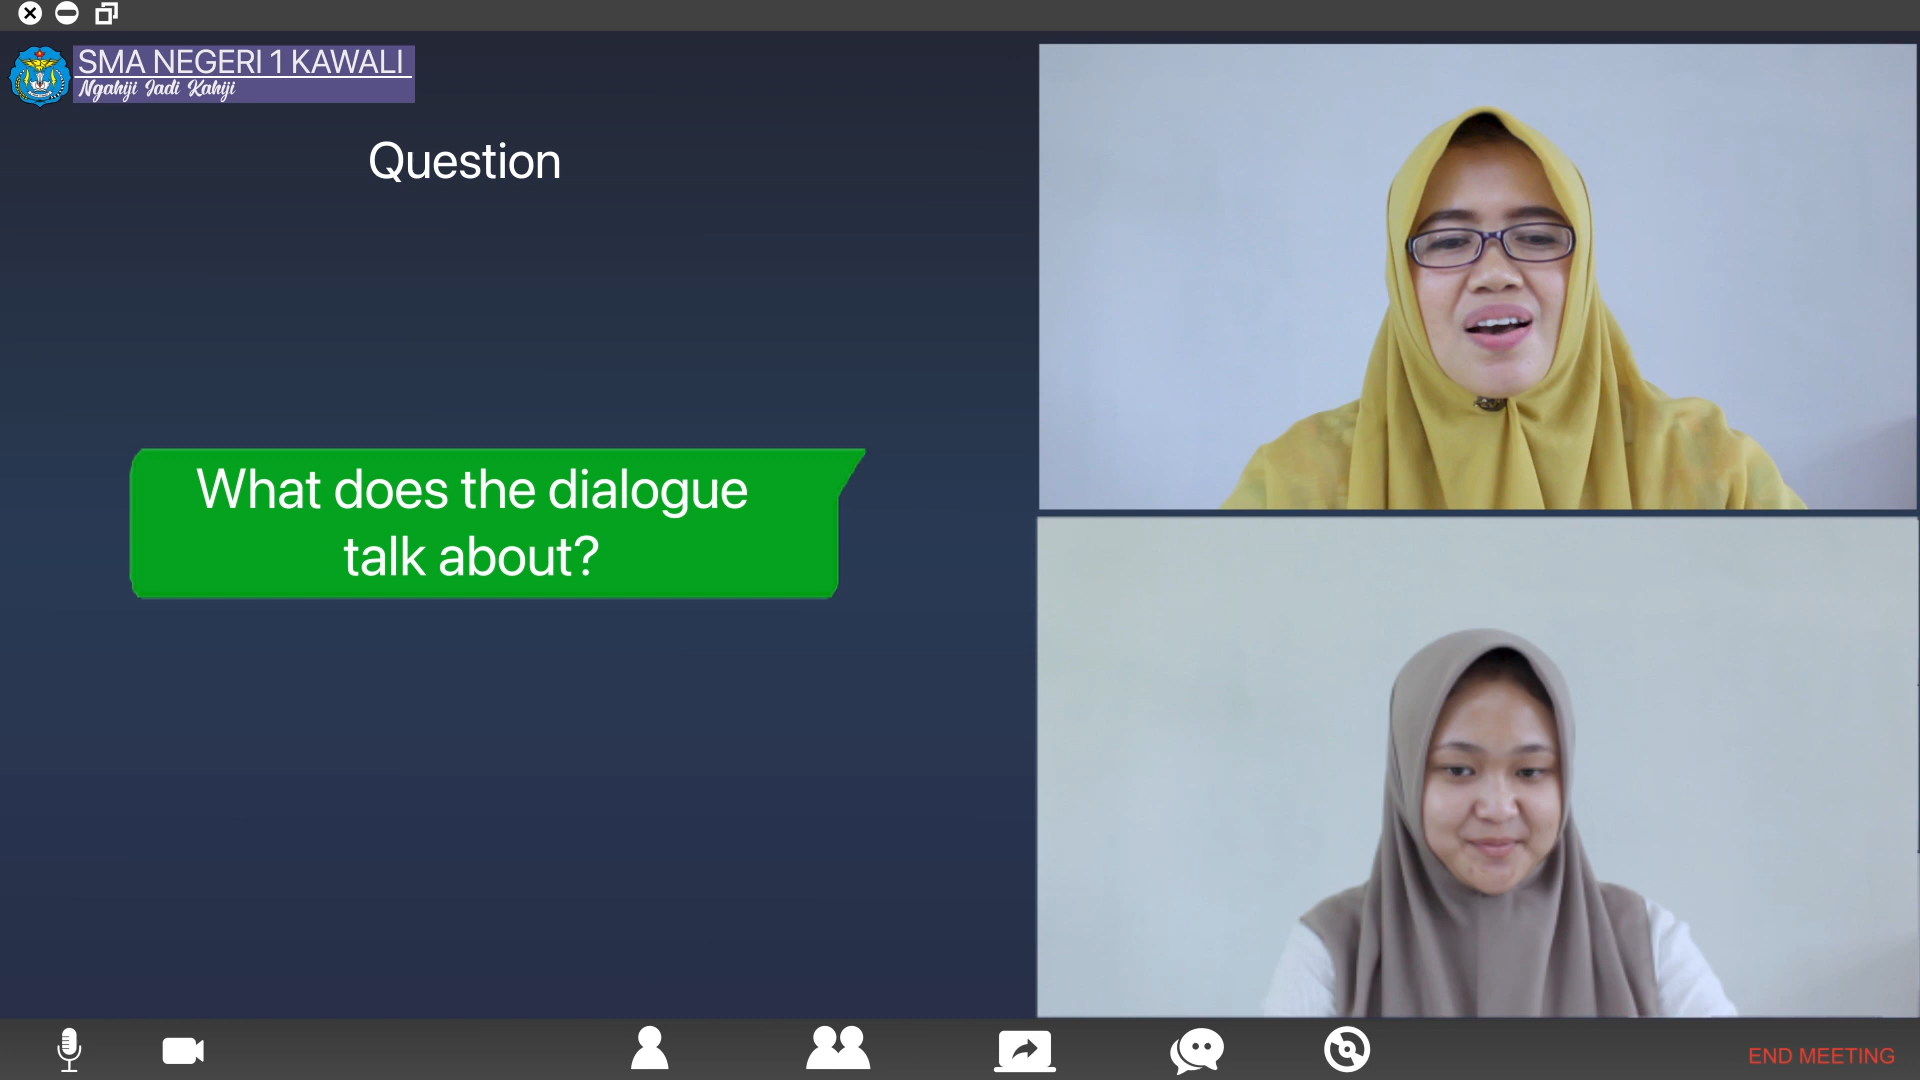 SMA NEGERI 1 KAWALI
Ngahiji Jadi Kahiji
Question
What does the dialogue
talk about?
END MEETING